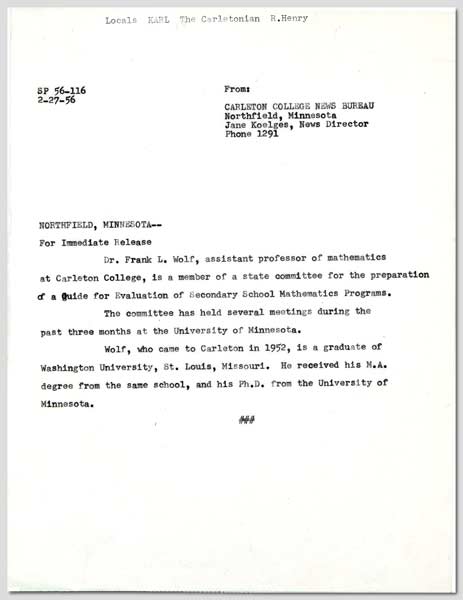 Locals KARL The Carletonian R.Henry
SP 56-116
2-27-56
From:
CARLETON COLLEGE NEWS BUREAU
Northfield, Minnesota
Jane Koelges, News Director
Phone 1291
NORTHFIELD, MINNESOTA--
For Immediate Release
Dr. Frank L. Wolf, assistant professor of mathematics
at Carleton College, is a member of a state committee for the preparation
of a Guide for Evaluation of Secondary School Mathematics Programs.
The committee has held several meetings during the
past three months at the University of Minnesota.
Wolf, who came to Carleton in 1952, is a graduate of
Washington University, St. Louis, Missouri. He received his M.A.
degree from the same school, and his Ph.D. from the University of
Minnesota.
###